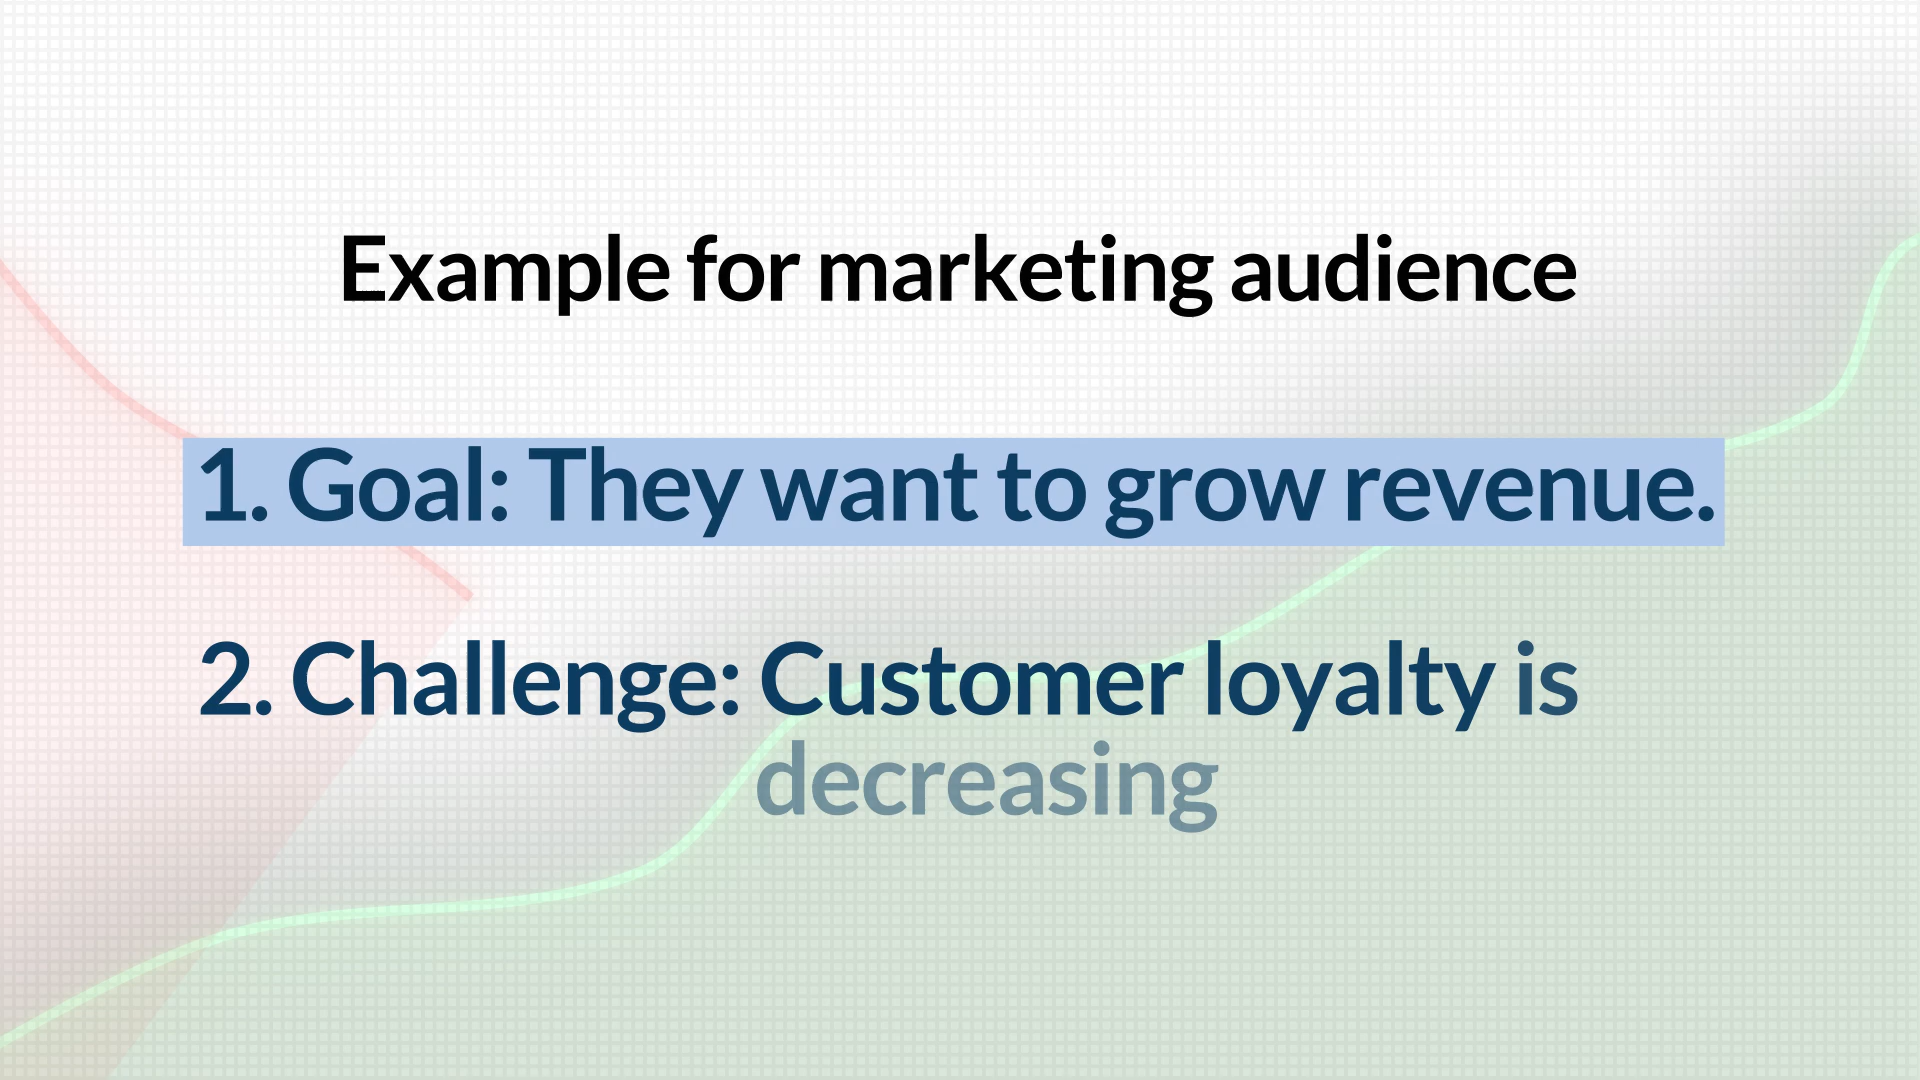 Example for marketing audience
1. Goal: They want to grow revenue.
2. Challenge: Customer loyalty is
decreasing